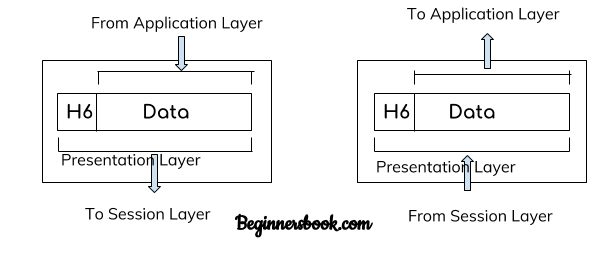 From Application Layer
H6 Data
Presentation Layer
To Session Layer
To Application Layer
H6 Data
Presentation Layer
From Session Layer
Beginnersbook.com